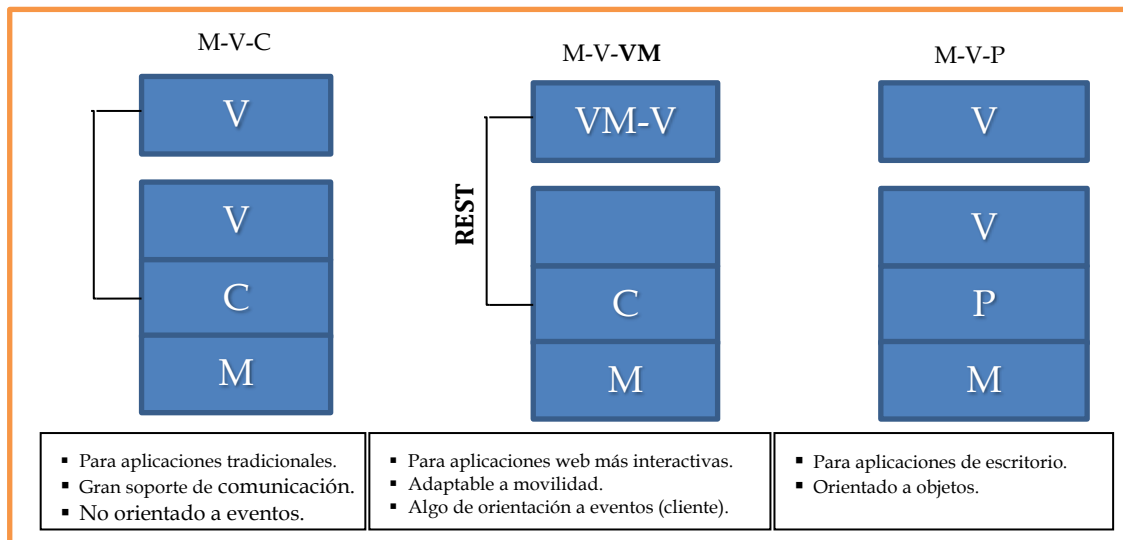 M-V-C
V
V
C
M
▪ Para aplicaciones tradicionales.
▪ Gran soporte de comunicación.
▪ No orientado a eventos.
M-V-VM
VM-V
REST
C
M
▪ Para aplicaciones web más interactivas.
▪ Adaptable a movilidad.
▪ Algo de orientación a eventos (cliente).
M-V-P
V
V
P
M
▪ Para aplicaciones de escritorio.
▪ Orientado a objetos.